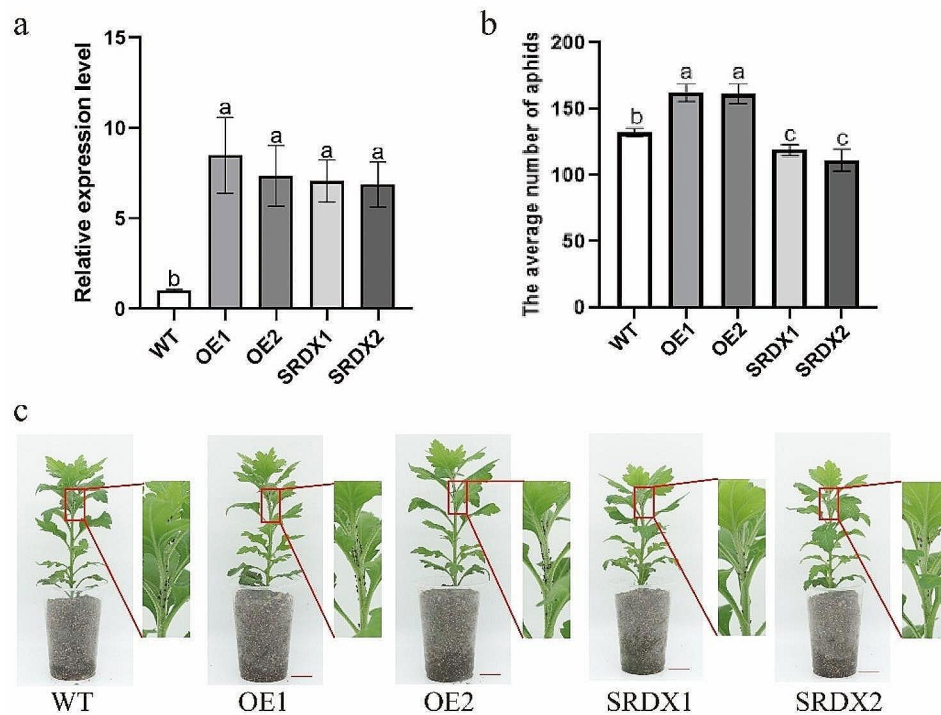 a
Relative expression level
15
10
5
0
b
a
a
a
a
WT
OE1
OE2
SRDX1
SRDX2
b
The average number of aphids
200
150
100
50
0
b
a
a
c
c
WT
OE1
OE2
SRDX1
SRDX2
c
WT
OE1
OE2
SRDX1
SRDX2